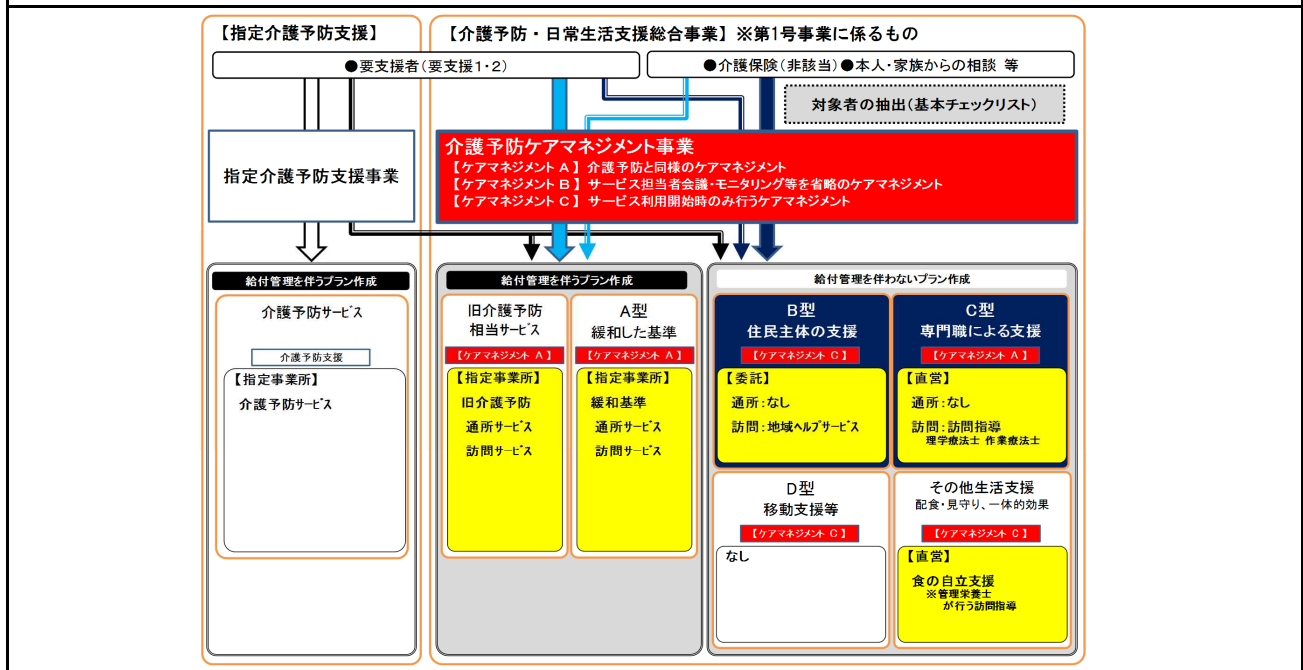 【指定介護予防支援】
【介護予防・日常生活支援総合事業】※第1号事業に係るもの
●要支援者(要支援1・2)
●介護保険(非該当)●本人・家族からの相談 等
対象者の抽出(基本チェックリスト)
指定介護予防支援事業
介護予防ケアマネジメント事業
【ケアマネジメント A 】介護予防と同様のケアマネジメント
【ケアマネジメント B 】サービス担当者会議・モニタリング等を省略のケアマネジメント
【ケアマネジメント C 】サービス利用開始時のみ行うケアマネジメント
給付管理を伴うプラン作成
介護予防サービス
介護予防支援
【指定事業所】
介護予防サービス
給付管理を伴うプラン作成
旧介護予防
相当サービス
【ケアマネジメント A 】
【指定事業所】
旧介護予防
通所サービス
訪問サービス
A型
緩和した基準
【ケアマネジメント A 】
【指定事業所】
緩和基準
通所サービス
訪問サービス
給付管理を伴わないプラン作成
B型
住民主体の支援
【ケアマネジメント C 】
【委託】
通所:なし
訪問:地域ヘルプサービス
C型
専門職による支援
【ケアマネジメント A 】
【直営】
通所:なし
訪問:訪問指導
理学療法士 作業療法士
D型
移動支援等
【ケアマネジメント C 】
なし
その他生活支援
配食・見守り、一体的効果
【ケアマネジメント C 】
【直営】
食の自立支援
※管理栄養士
が行う訪問指導